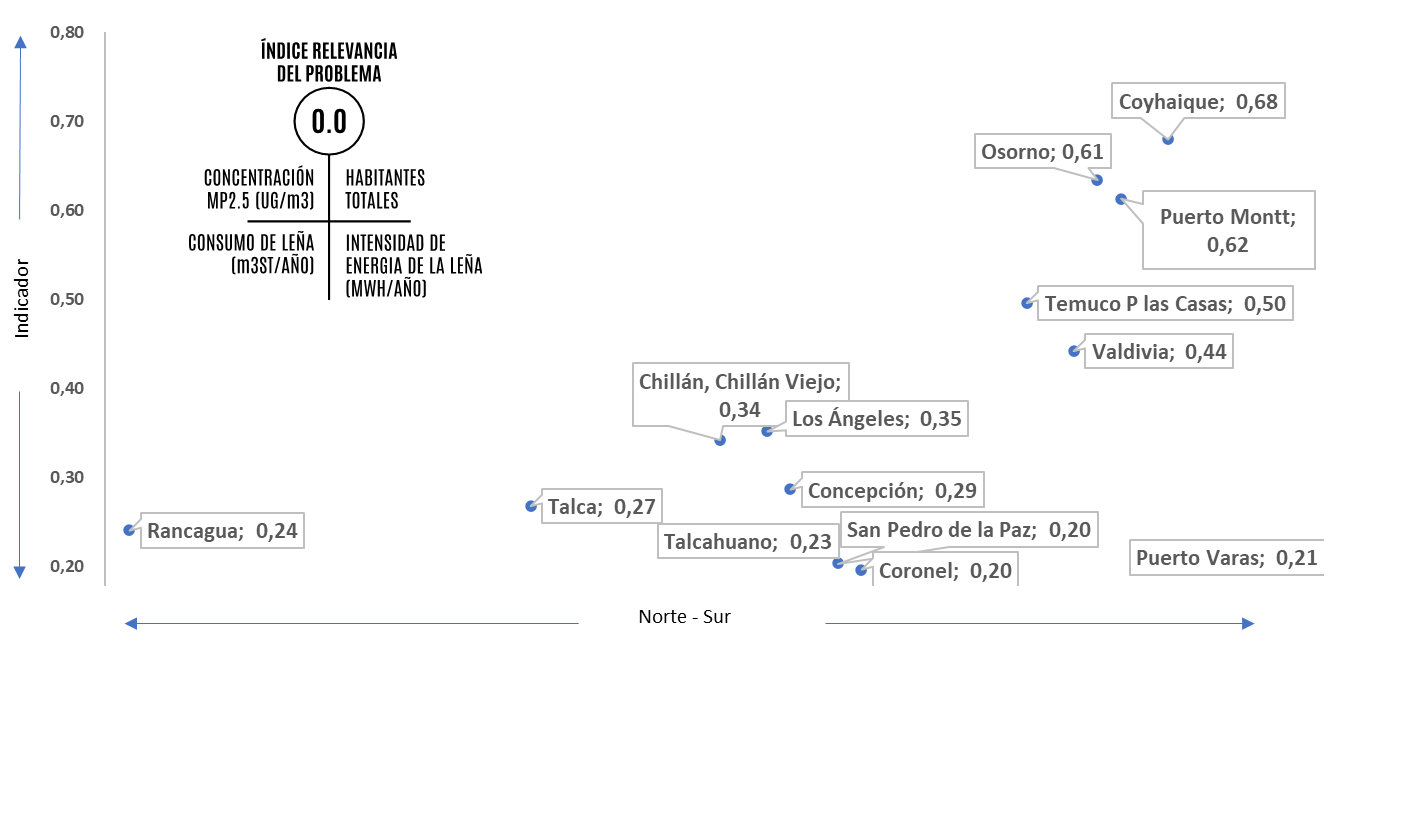 0,80
0,70
0,60
0,50
0,40
0,30
0,20
Indicador
ÍNDICE RELEVANCIA
DEL PROBLEMA
0.0
CONCENTRACIÓN
MP2.5 (UG/m3)
HABITANTES
TOTALES
CONSUMO DE LEÑA
(m3ST/AÑO)
INTENSIDAD DE
ENERGIA DE LA LEÑA
(MWH/AÑO)
Coyhaique; 0,68
Osorno; 0,61
Puerto Montt;
0,62
Temuco P las Casas; 0,50
Valdivia; 0,44
Chillán, Chillán Viejo;
0,34
Los Ángeles; 0,35
Concepción; 0,29
Talca; 0,27
Rancagua; 0,24
Talcahuano; 0,23
San Pedro de la Paz; 0,20
Coronel; 0,20
Puerto Varas; 0,21
Norte - Sur